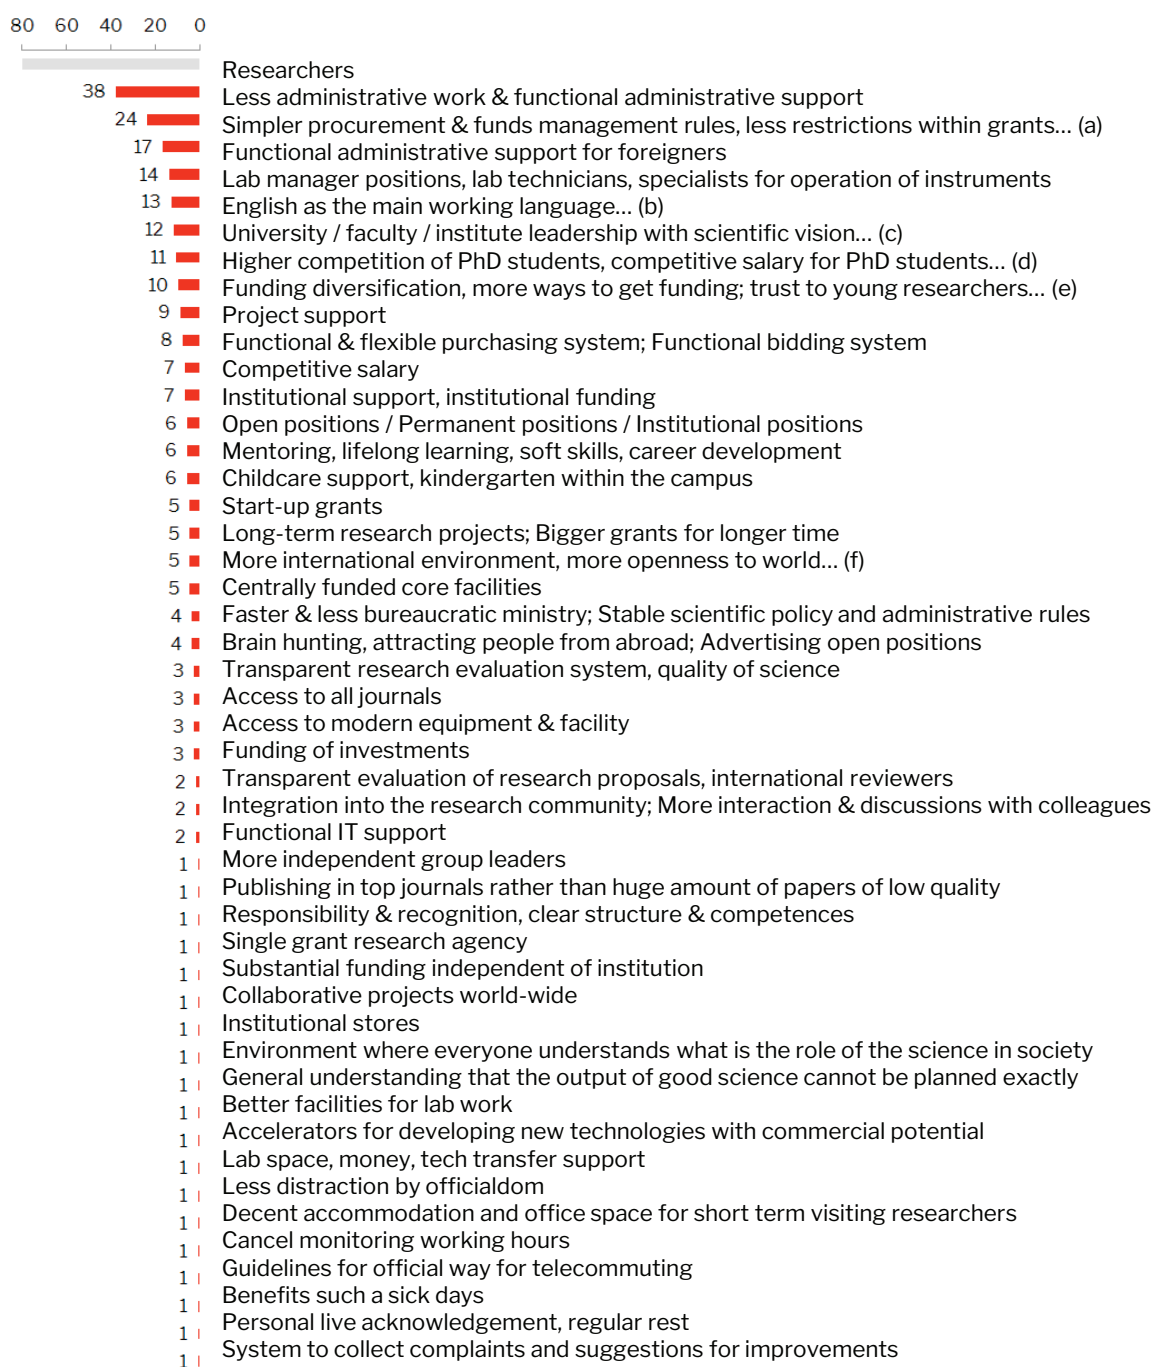 80 60 40 20 0
Researchers
38 Less administrative work & functional administrative support
24 Simpler procurement & funds management rules, less restrictions within grants... (a)
17 Functional administrative support for foreigners
14 Lab manager positions, lab technicians, specialists for operation of instruments
13 English as the main working language... (b)
12 University / faculty / institute leadership with scientific vision... (c)
11 Higher competition of PhD students, competitive salary for PhD students... (d)
10 Funding diversification, more ways to get funding; trust to young researchers... (e)
9 Project support
8 Functional & flexible purchasing system; Functional bidding system
7 Competitive salary
7 Institutional support, institutional funding
6 Open positions / Permanent positions / Institutional positions
6 Mentoring, lifelong learning, soft skills, career development
6 Childcare support, kindergarten within the campus
5 Start-up grants
5 Long-term research projects; Bigger grants for longer time
5 More international environment, more openness to world... (f)
5 Centrally funded core facilities
4 Faster & less bureaucratic ministry; Stable scientific policy and administrative rules
4 Brain hunting, attracting people from abroad; Advertising open positions
3 Transparent research evaluation system, quality of science
3 Access to all journals
3 Access to modern equipment & facility
3 Funding of investments
2 Transparent evaluation of research proposals, international reviewers
2 Integration into the research community; More interaction & discussions with colleagues
2 Functional IT support
1 More independent group leaders
1 Publishing in top journals rather than huge amount of papers of low quality
1 Responsibility & recognition, clear structure & competences
1 Single grant research agency
1 Substantial funding independent of institution
1 Collaborative projects world-wide
1 Institutional stores
1 Environment where everyone understands what is the role of the science in society
1 General understanding that the output of good science cannot be planned exactly
1 Better facilities for lab work
1 Accelerators for developing new technologies with commercial potential
1 Lab space, money, tech transfer support
1 Less distraction by officialdom
1 Decent accommodation and office space for short term visiting researchers
1 Cancel monitoring working hours
1 Guidelines for official way for telecommuting
1 Benefits such a sick days
1 Personal live acknowledgement, regular rest
1 System to collect complaints and suggestions for improvements